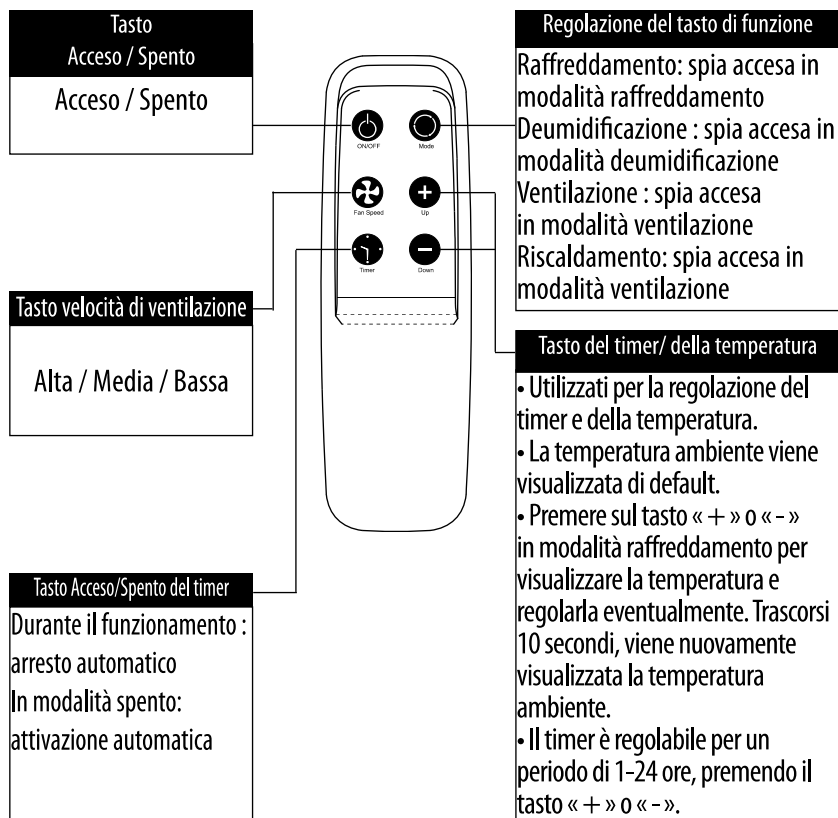 Tasto
Acceso / Spento
Acceso / Spento
Tasto velocità di ventilazione
Alta / Media / Bassa
Tasto Acceso/Spento del timer
Durante il funzionamento :
arresto automatico
In modalità spento:
attivazione automatica
ON/OFF
Mode
Fan Speed
Up
Timer
Down
Regolazione del tasto di funzione
Raffreddamento: spia accesa in
modalità raffreddamento
Deumidificazione : spia accesa in
modalità deumidificazione
Ventilazione : spia accesa
in modalità ventilazione
Riscaldamento: spia accesa in
modalità ventilazione
Tasto del timer/ della temperatura
• Utilizzati per la regolazione del
timer e della temperatura.
• La temperatura ambiente viene
visualizzata di default.
• Premere sul tasto « + » o « - »
in modalità raffreddamento per
visualizzare la temperatura e
regolarla eventualmente. Trascorsi
10 secondi, viene nuovamente
visualizzata la temperatura
ambiente.
• Il timer è regolabile per un
periodo di 1-24 ore, premendo il
tasto « + » o « - ».